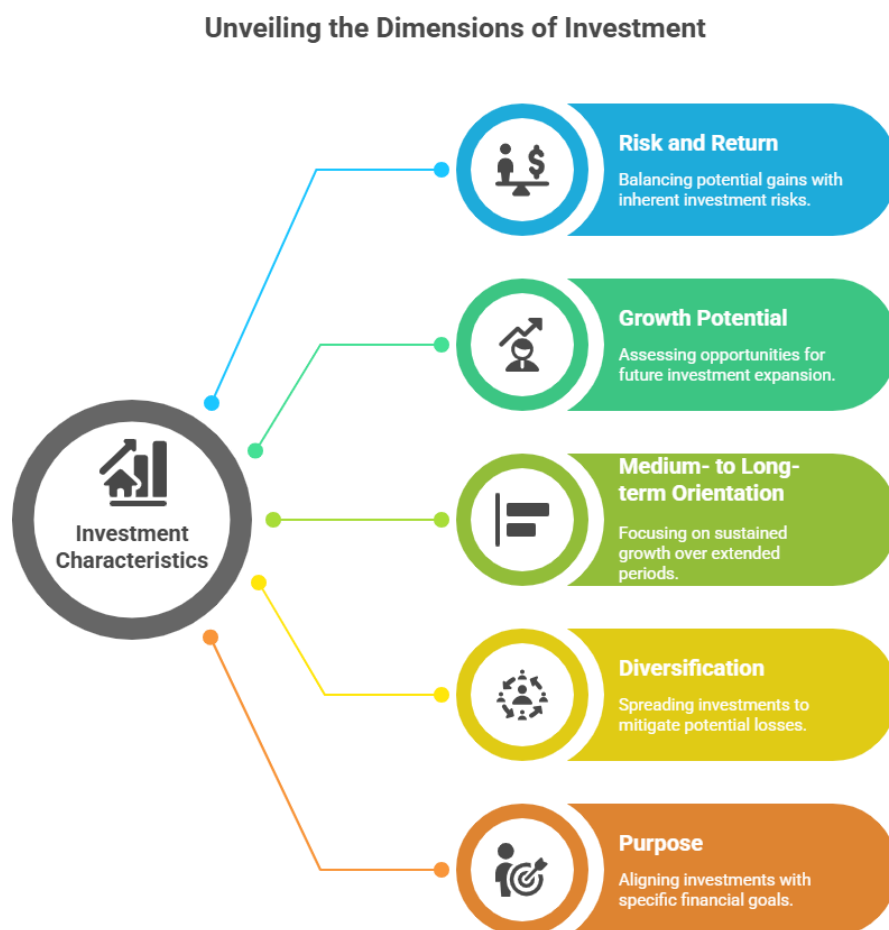 Unveiling the Dimensions of Investment
Risk and Return
Balancing potential gains with
inherent investment risks.
Growth Potential
Assessing opportunities for
future investment expansion.
Investment
Characteristics
Medium- to Long-
term Orientation
Focusing on sustained
growth over extended
periods.
Diversification
Spreading investments to
mitigate potential losses.
Purpose
Aligning investments with
specific financial goals.